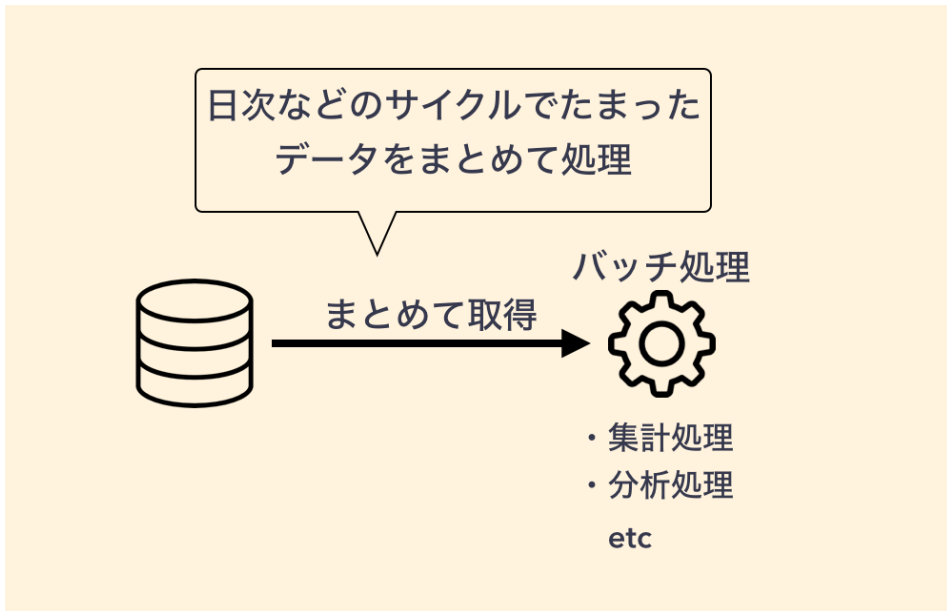 日次などのサイクルでたまった
データをまとめて処理
バッチ処理
まとめて取得
・集計処理
・分析処理
etc